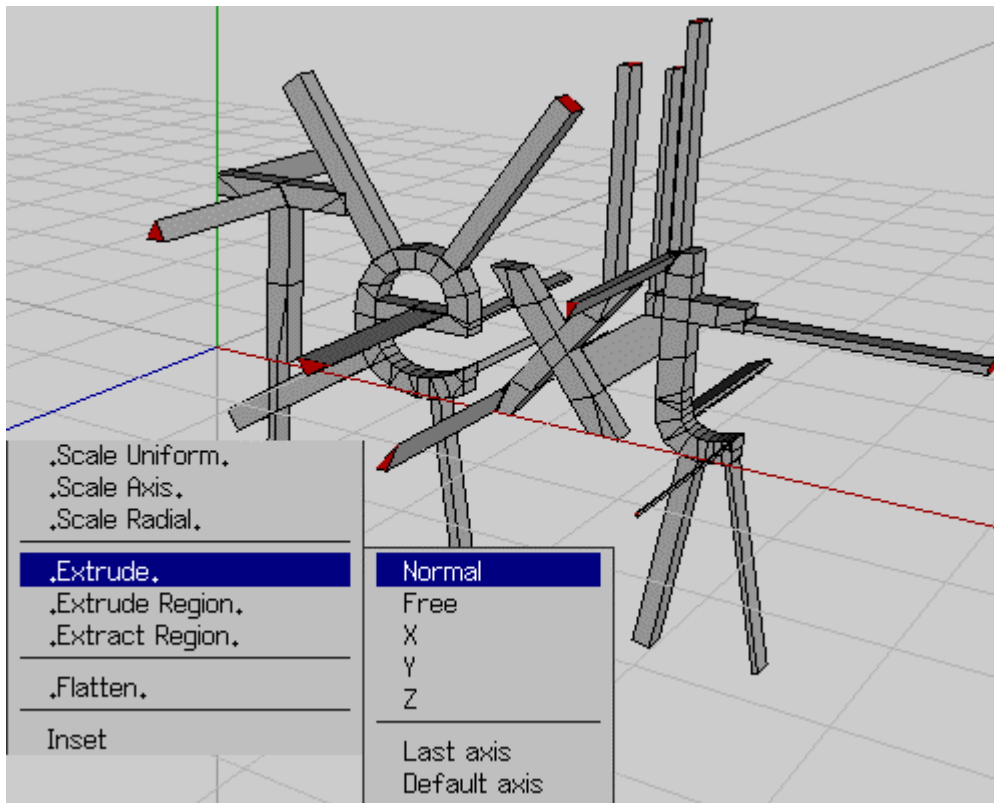 Text
.Scale Uniform.
.Scale Axis.
.Scale Radial.
.Extrude.
.Extrude Region.
.Extract Region.
.Flatten.
Inset
Normal
Free
X
Y
Z
Last axis
Default axis